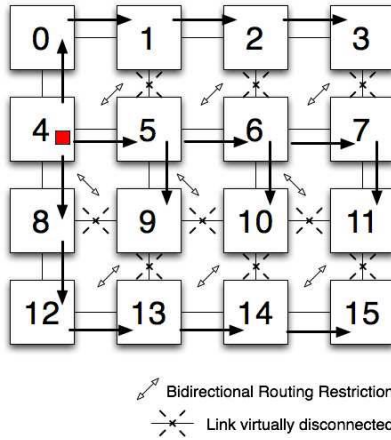 0 1 2 3
4 5 6 7
8 9 10 11
12 13 14 15
Bidirectional Routing Restriction
Link virtually disconnected